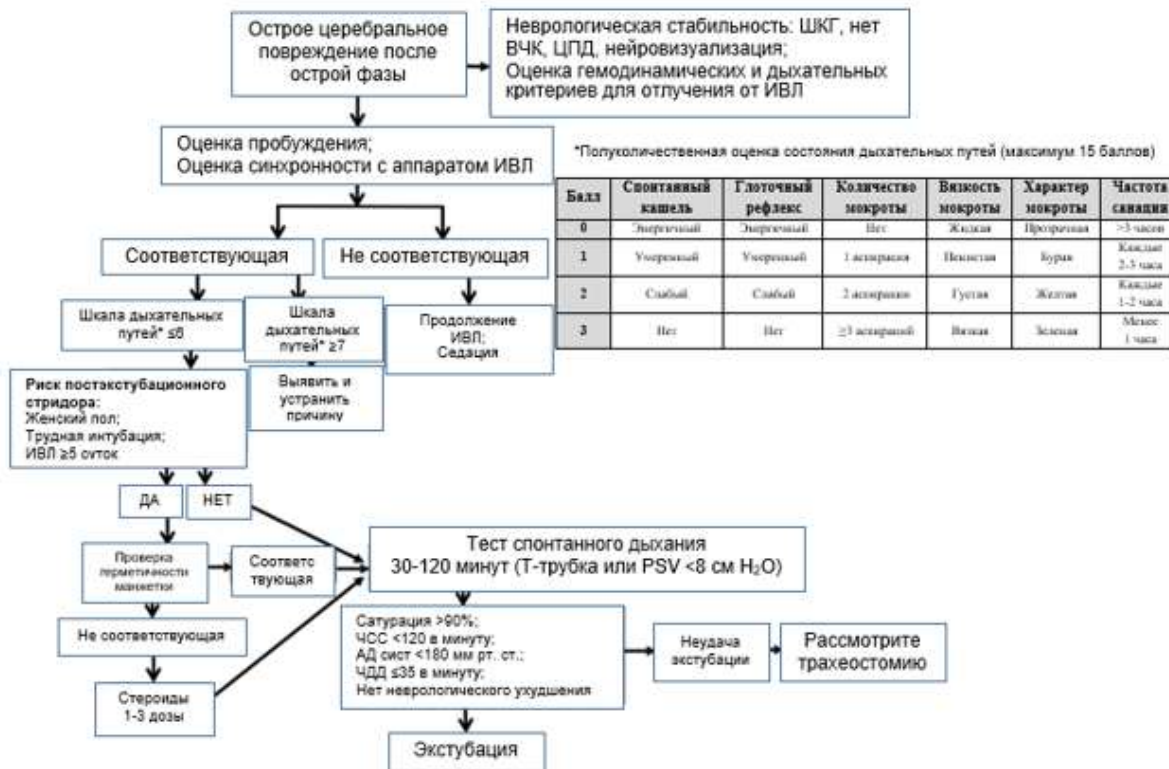 Острое церебральное
повреждение после
острой фазы
Неврологическая стабильность: ШКГ, нет
ВЧК, ЦПД, нейровизуализация;
Оценка гемодинамических и дыхательных
критериев для отлучения от ИВЛ
Оценка пробуждения;
Оценка синхронности с аппаратом ИВЛ
*Полуколичественная оценка состояния дыхательных путей (максимум 15 баллов)
Балл Спонтанный кашель Глоточный рефлекс Количество мокроты Вязкость мокроты Характер мокроты Частота санации
0 Энергичный Энергичный Нет Жидкая Прозрачная >3 часов
1 Умеренный Умеренный 1 аспирация Пенистая Бурая Каждые 2-3 часа
2 Слабый Слабый 2 аспирации Густая Желтая Каждые 1-2 часа
3 Нет Нет ≥3 аспираций Вязкая Зеленая Менее 1 часа
Соответствующая
Не соответствующая
Шкала дыхательных
путей* ≤6
Шкала
дыхательных
путей* ≥7
Продолжение
ИВЛ;
Седация
Выявить и
устранить
причину
Риск постэкстубационного
стридора:
Женский пол;
Трудная интубация;
ИВЛ ≥5 суток
ДА
НЕТ
Проверка
герметичности
манжетки
Соответс
твующая
Тест спонтанного дыхания
30-120 минут (Т-трубка или PSV <8 см H₂O)
Не соответствующая
Стероиды
1-3 дозы
Сатурация >90%;
ЧСС <120 в минуту;
АД сист <180 мм рт. ст.;
ЧДД ≤35 в минуту;
Нет неврологического ухудшения
Неудача
экстубации
Рассмотрите
трахеостомию
Экстубация